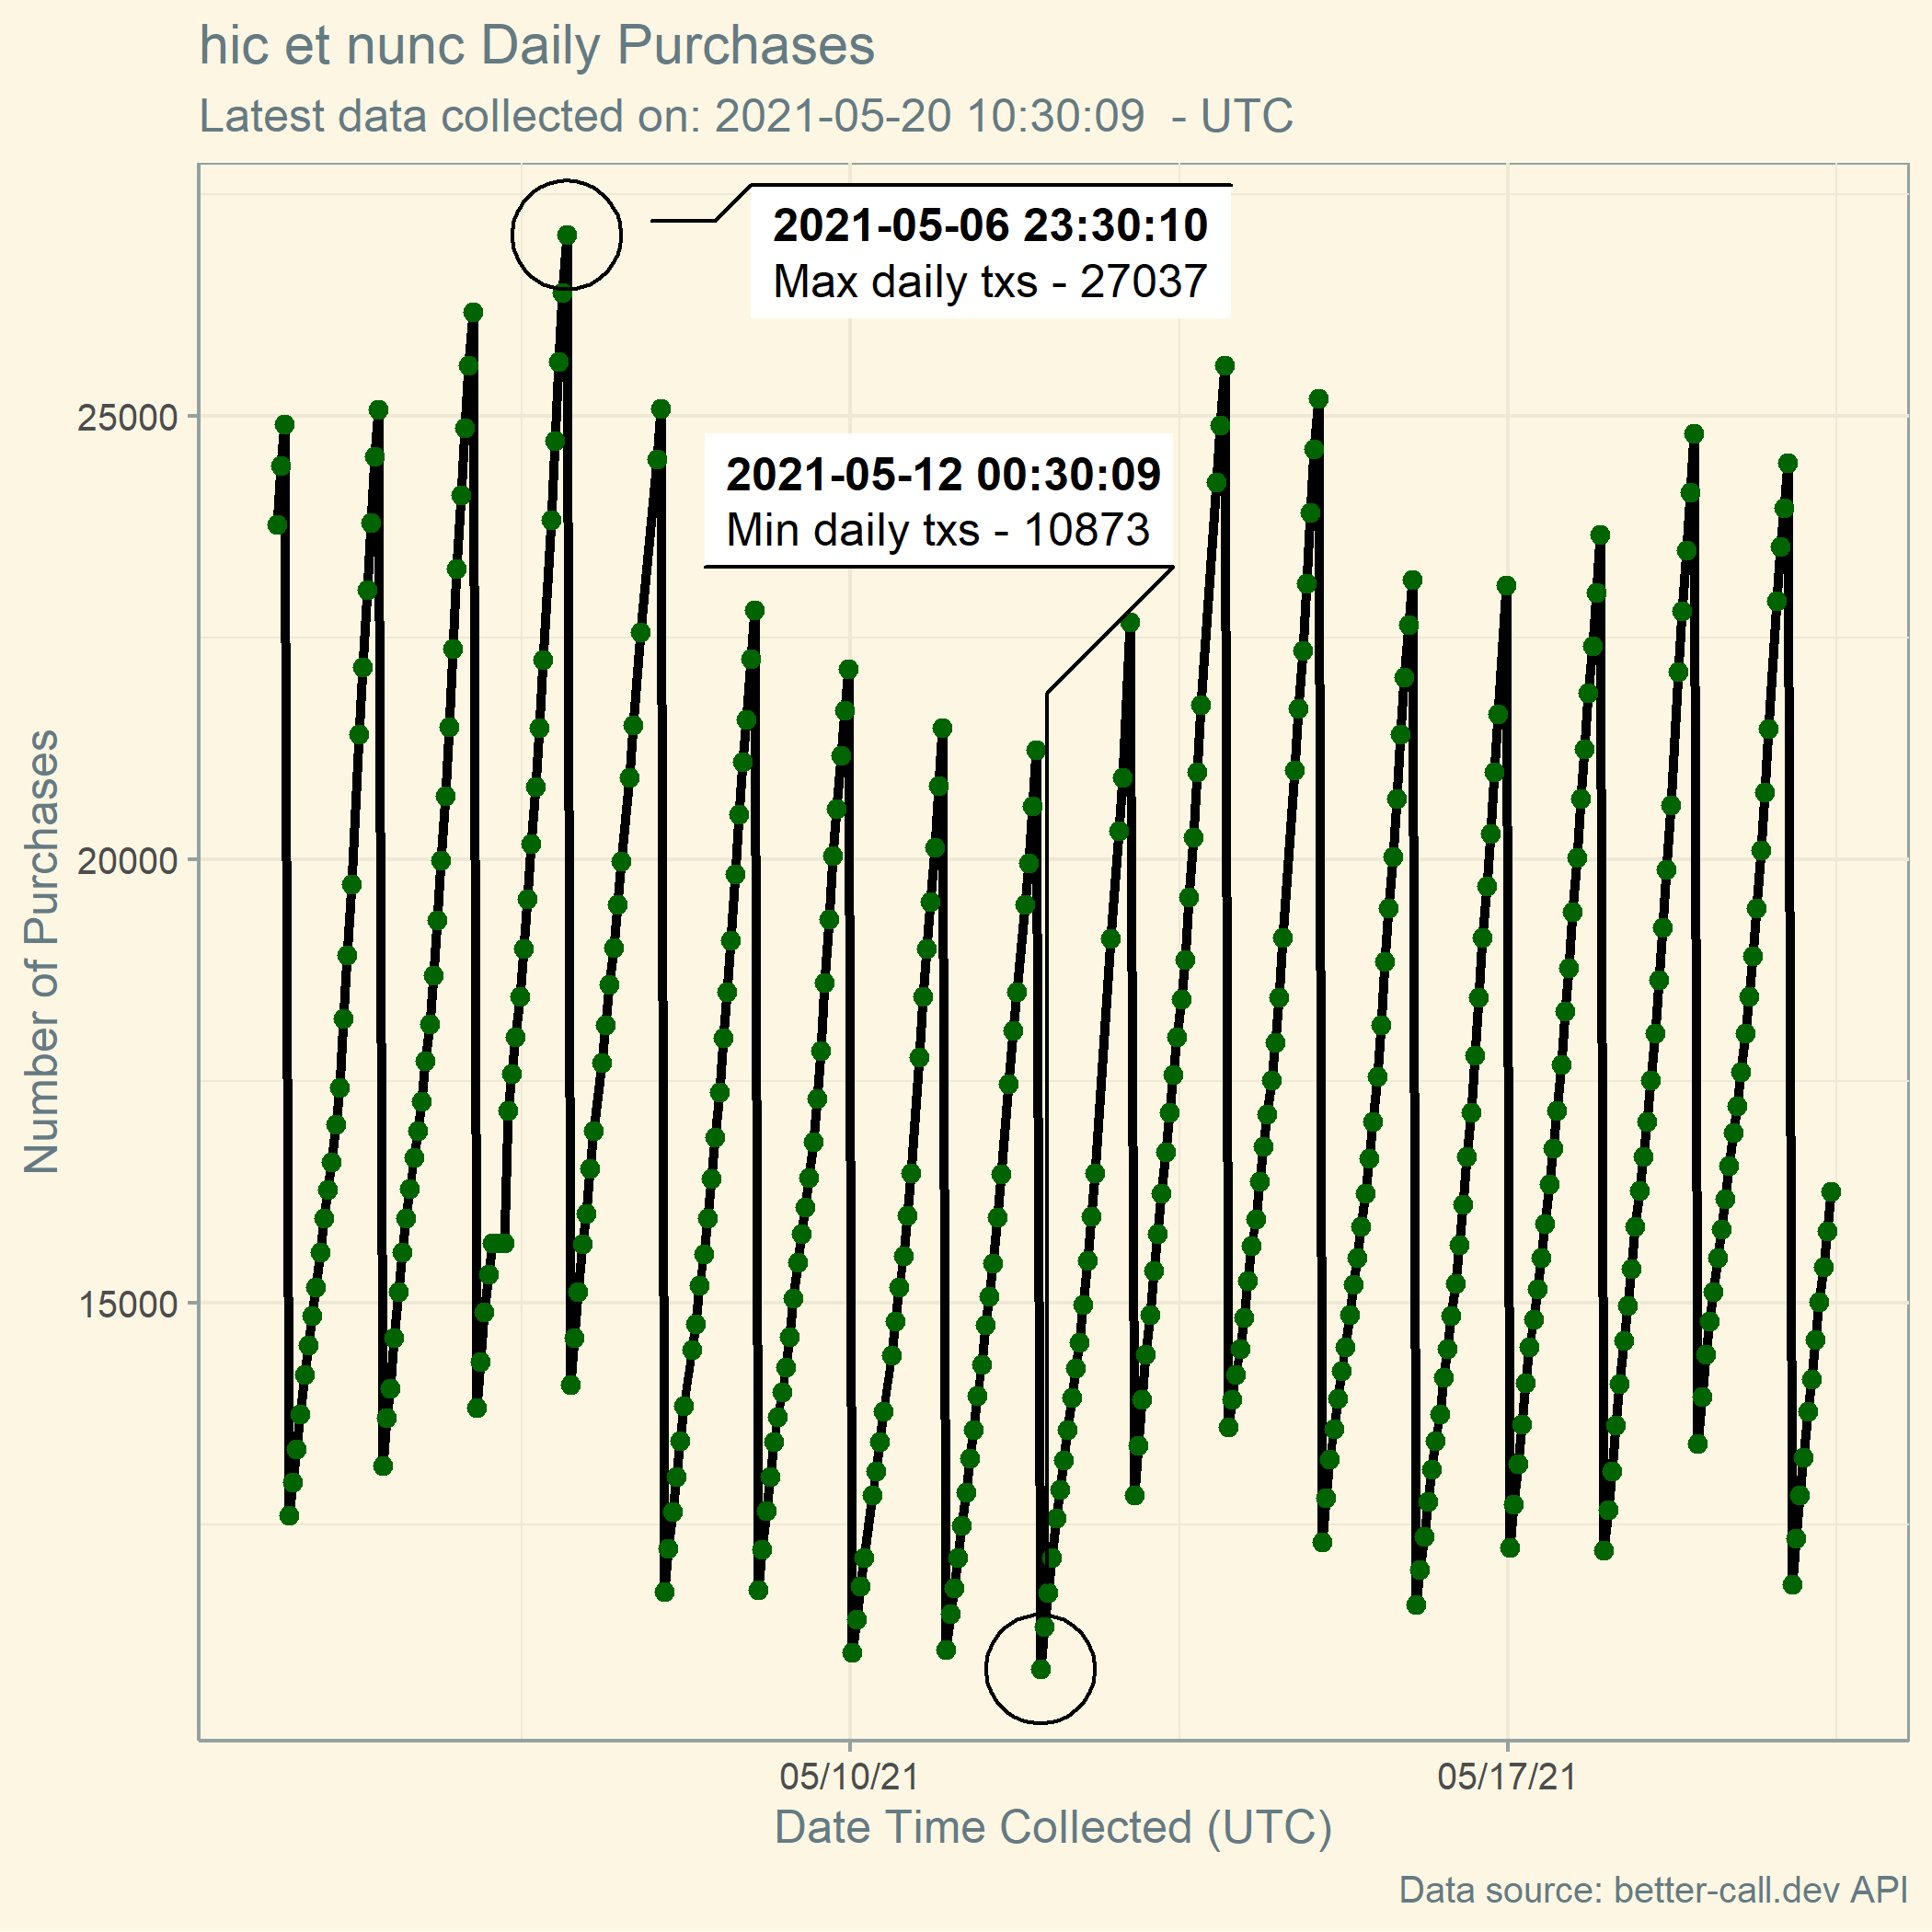 hic et nunc Daily Purchases
Latest data collected on: 2021-05-20 10:30:09  - UTC
2021-05-06 23:30:10
Max daily txs - 27037
2021-05-12 00:30:09
Min daily txs - 10873
Number of Purchases
25000
20000
15000
05/10/21
05/17/21
Date Time Collected (UTC)
Data source: better-call.dev API